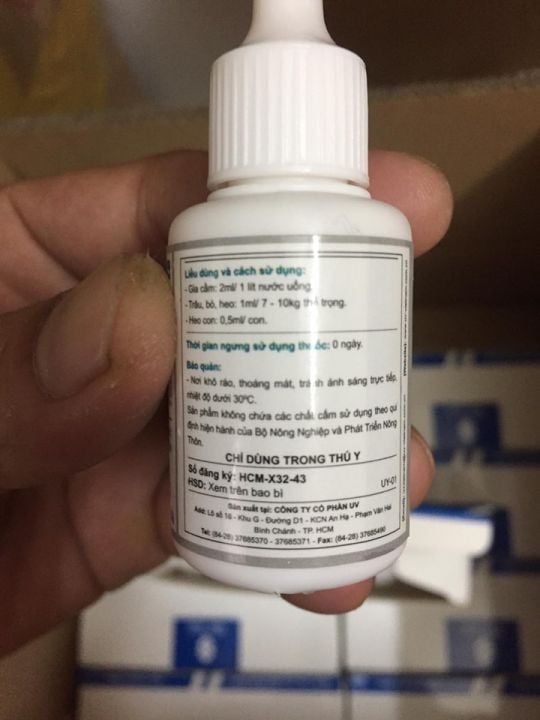 Liều dùng và cách sử dụng:
- Gia cầm: 2ml/ 1 lít nước uống.
- Trâu, bò, heo: 1ml/ 7 - 10kg thể trọng.
- Heo con: 0,5ml/ con.
Thời gian ngưng sử dụng thuốc: 0 ngày.
Bảo quản:
- Nơi khô ráo, thoáng mát, tránh ánh sáng trực tiếp,
nhiệt độ dưới 30ºC.
Sản phẩm không chứa các chất cấm sử dụng theo qui
định hiện hành của Bộ Nông Nghiệp và Phát Triển Nông
Thôn.
CHỈ DÙNG TRONG THÚ Y
Số đăng ký: HCM-X32-43
HSD: Xem trên bao bì
UY-01
Sản xuất tại: CÔNG TY CỔ PHẦN UV
Add: Lô số 18 - Khu G - Đường D1 - KCN An Hạ - Phạm Văn Hai
Bình Chánh - TP. HCM
Tel: (84-28) 37685370 - 37685371 - Fax: (84-28) 37685490